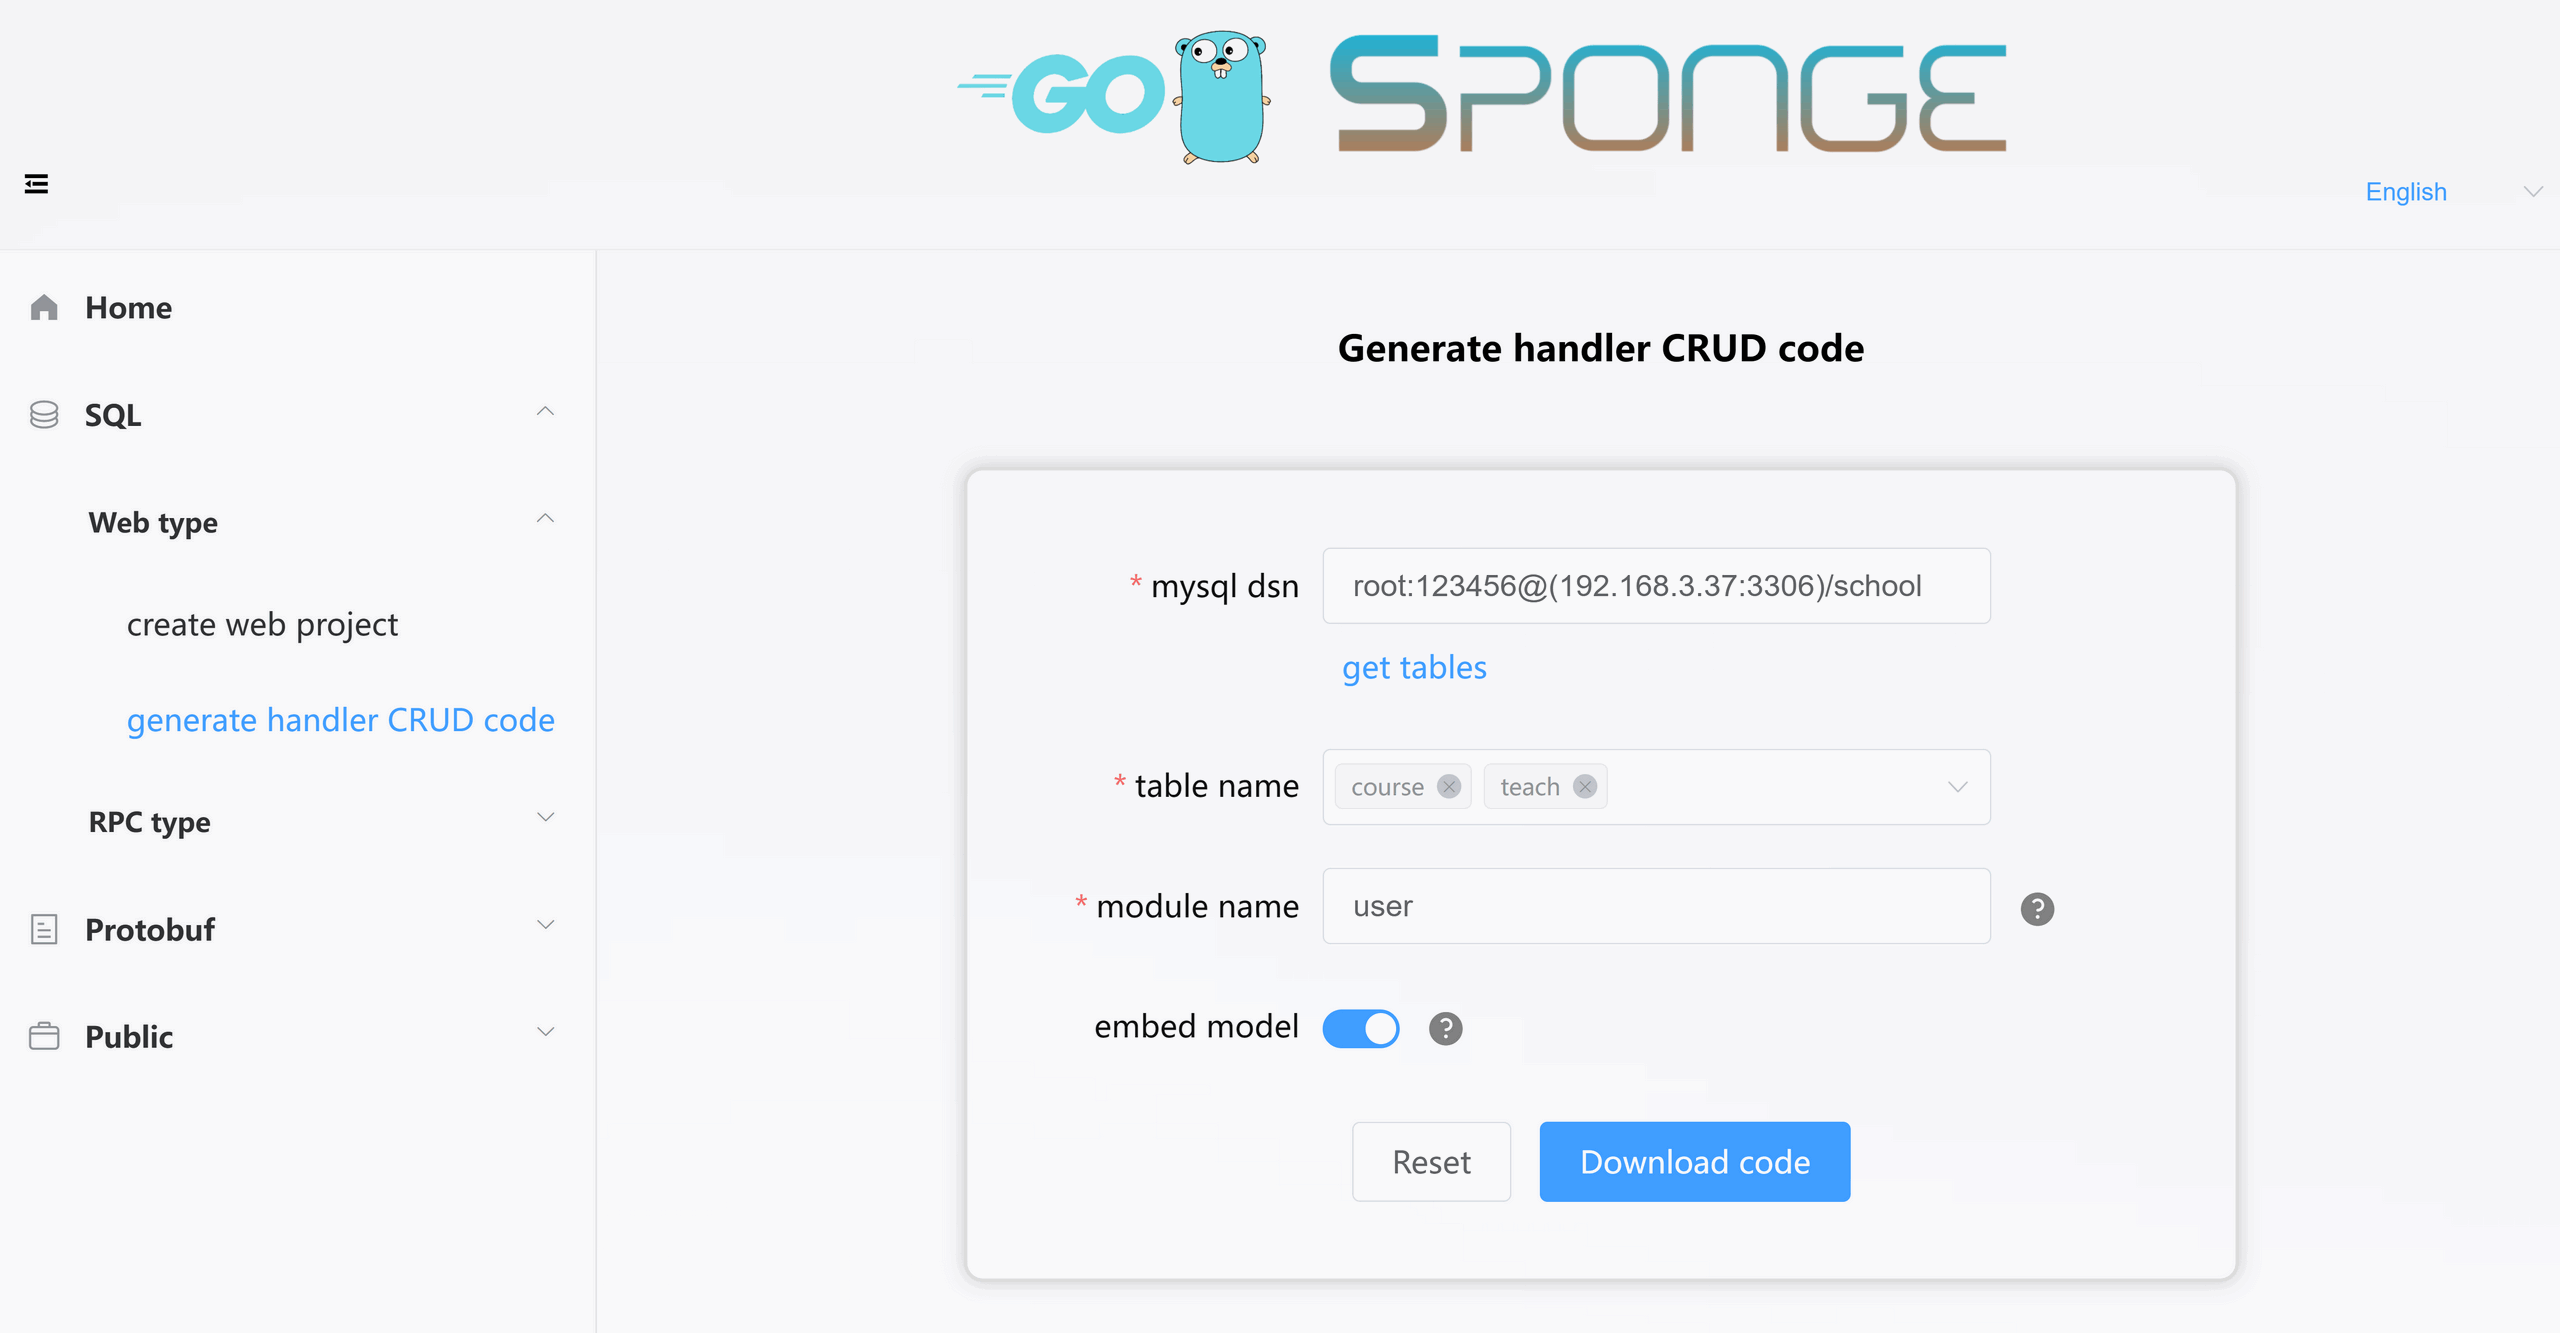 GO SPONGE
English
Home
SQL
Web type
create web project
generate handler CRUD code
RPC type
Protobuf
Public
Generate handler CRUD code
* mysql dsn root:123456@(192.168.3.37:3306)/school
get tables
* table name course teach
* module name user ?
embed model ?
Reset Download code